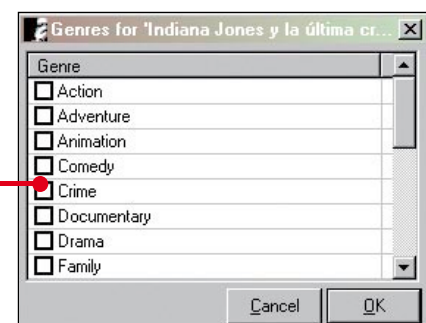 Genres for 'Indiana Jones y la última cr...
Genre
Action
Adventure
Animation
Comedy
Crime
Documentary
Drama
Family
Cancel OK